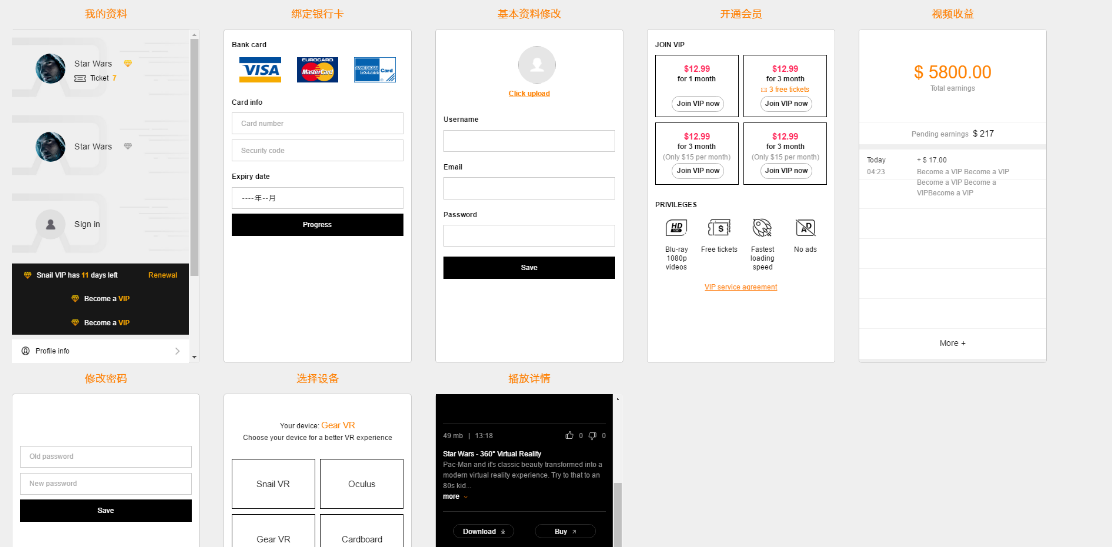 我的资料
绑定银行卡
基本资料修改
开通会员
视频收益
Star Wars
Ticket 7
Star Wars
Sign in
Snail VIP has 11 days left Renewal
Become a VIP
Become a VIP
Profile info
Bank card
VISA
MasterCard
Card info
Card number
Security code
Expiry date
----年--月
Progress
Click upload
Username
Email
Password
Save
JOIN VIP
$12.99
for 1 month
Join VIP now
$12.99
for 3 month
3 free tickets
Join VIP now
$12.99
for 3 month
(Only $15 per month)
Join VIP now
$12.99
for 3 month
(Only $15 per month)
Join VIP now
PRIVILEGES
HD
$
AD
Blu-ray
1080p
videos
Free tickets
Fastest
loading
speed
No ads
VIP service agreement
$ 5800.00
Total earnings
Pending earnings $ 217
Today + $ 17.00
04:23 Become a VIP Become a VIP
Become a VIP Become a
VIPBecome a VIP
More +
修改密码
选择设备
播放详情
Old password
New password
Save
Your device: Gear VR
Choose your device for a better VR experience
Snail VR
Oculus
Gear VR
Cardboard
49 mb | 13:18 0 0
Star Wars - 360° Virtual Reality
Pac-Man and it's classic beauty transformed into a
modern virtual reality experience. Try to that to an
80s kid...
more
Download
Buy